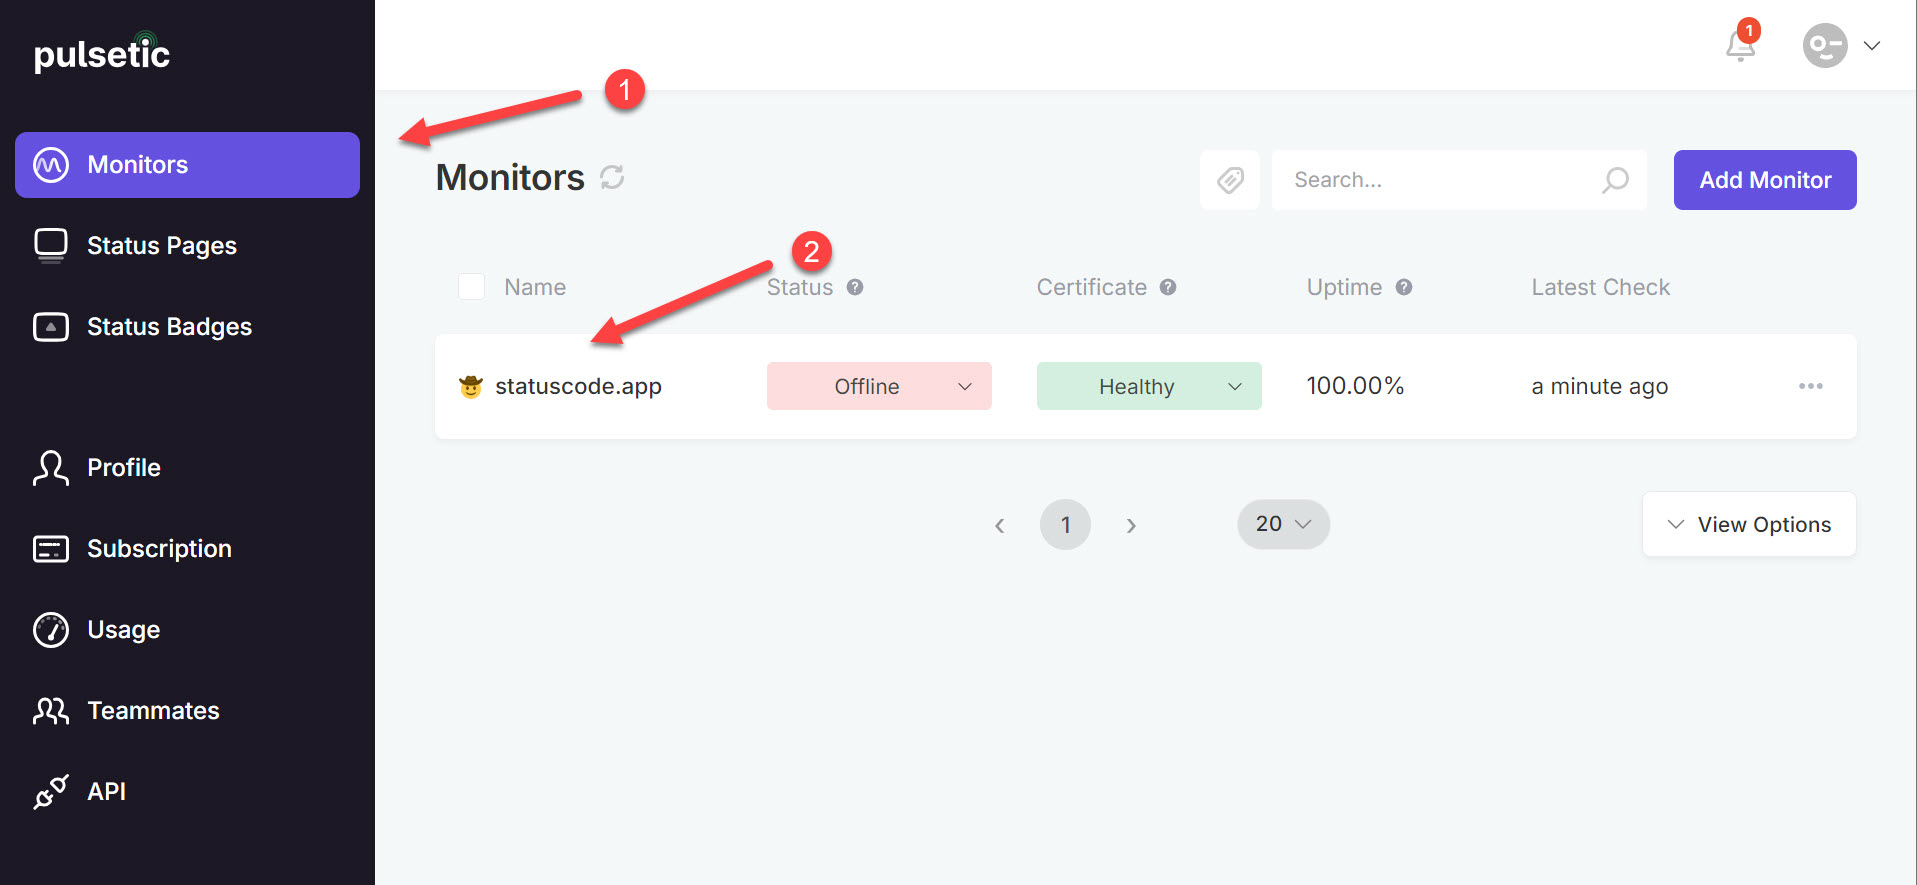 pulsetic
1
1
Monitors
Status Pages
Status Badges
Profile
Subscription
Usage
Teammates
API
Monitors
Search...
Add Monitor
2
Name
Status ?
Certificate ?
Uptime ?
Latest Check
statuscode.app
Offline
Healthy
100.00%
a minute ago
1
20
View Options